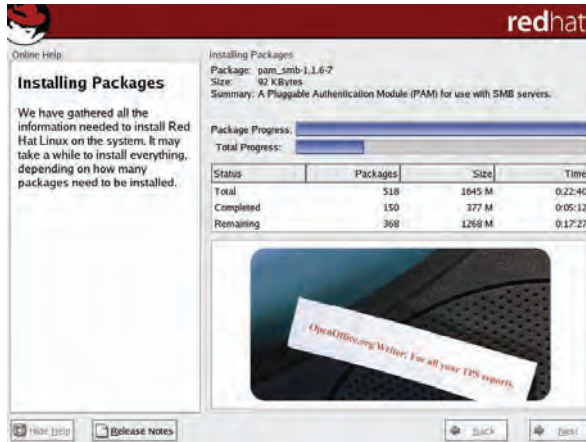 redhat
Online Help
Installing Packages
We have gathered all the
information needed to install Red
Hat Linux on the system. It may
take a while to install everything,
depending on how many
packages need to be installed.
Installing Packages
Package: pam_smb-1.1.6-7
Size: 92 KBytes
Summary: A Pluggable Authentication Module (PAM) for use with SMB servers.
Package Progress:
Total Progress:
Status Packages Size Time
Total 518 1645 M 0:22:40
Completed 150 377 M 0:05:12
Remaining 368 1268 M 0:17:27
OpenOffice.org Writer: For all your TPS reports.
Hide Help Release Notes Back Next